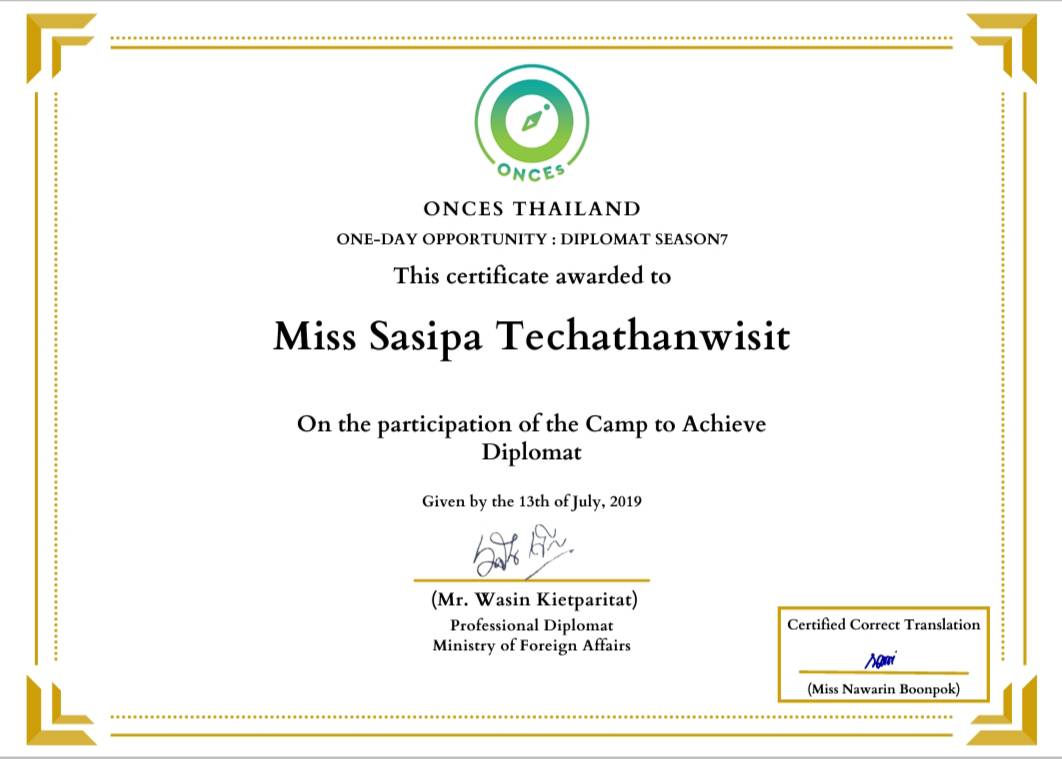 ONCES
ONCES THAILAND
ONE-DAY OPPORTUNITY : DIPLOMAT SEASON7
This certificate awarded to
Miss Sasipa Techathanwisit
On the participation of the Camp to Achieve
Diplomat
Given by the 13th of July, 2019
(Mr. Wasin Kietparitat)
Professional Diplomat
Ministry of Foreign Affairs
Certified Correct Translation
(Miss Nawarin Boonpok)